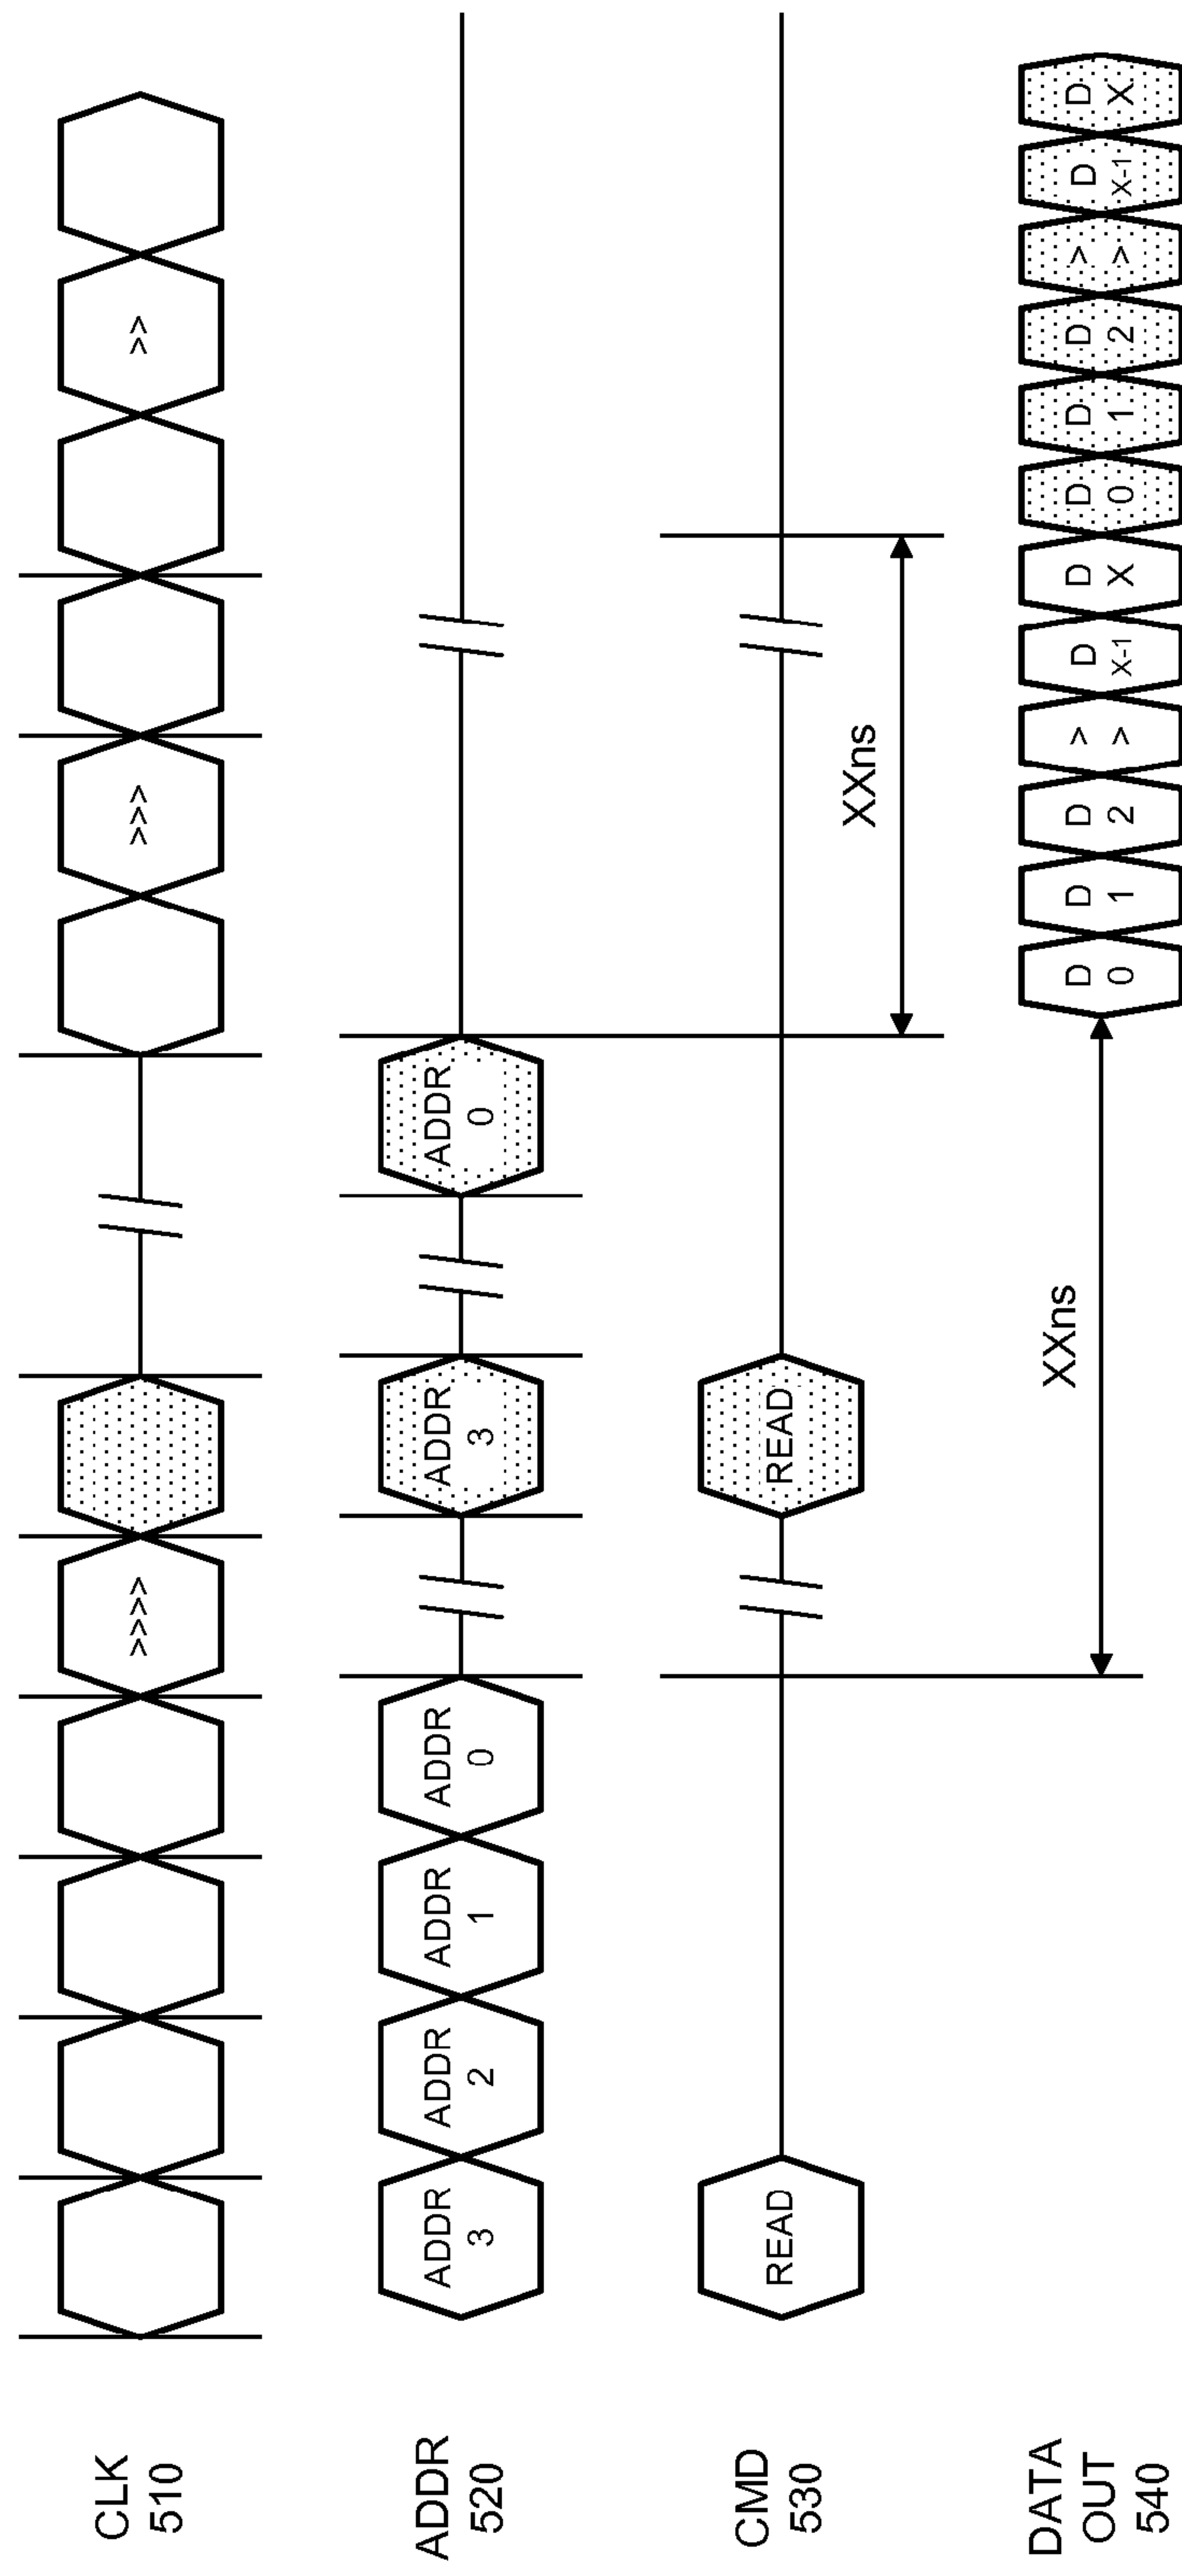 CLK
510
>>>>
>>>
>>
ADDR
520
ADDR
3
ADDR
2
ADDR
1
ADDR
0
ADDR
3
ADDR
0
CMD
530
READ
READ
XXns
DATA
OUT
540
XXns
D
0
D
1
D
2
>
>
D
X-1
D
X
D
0
D
1
D
2
>
>
D
X-1
D
X